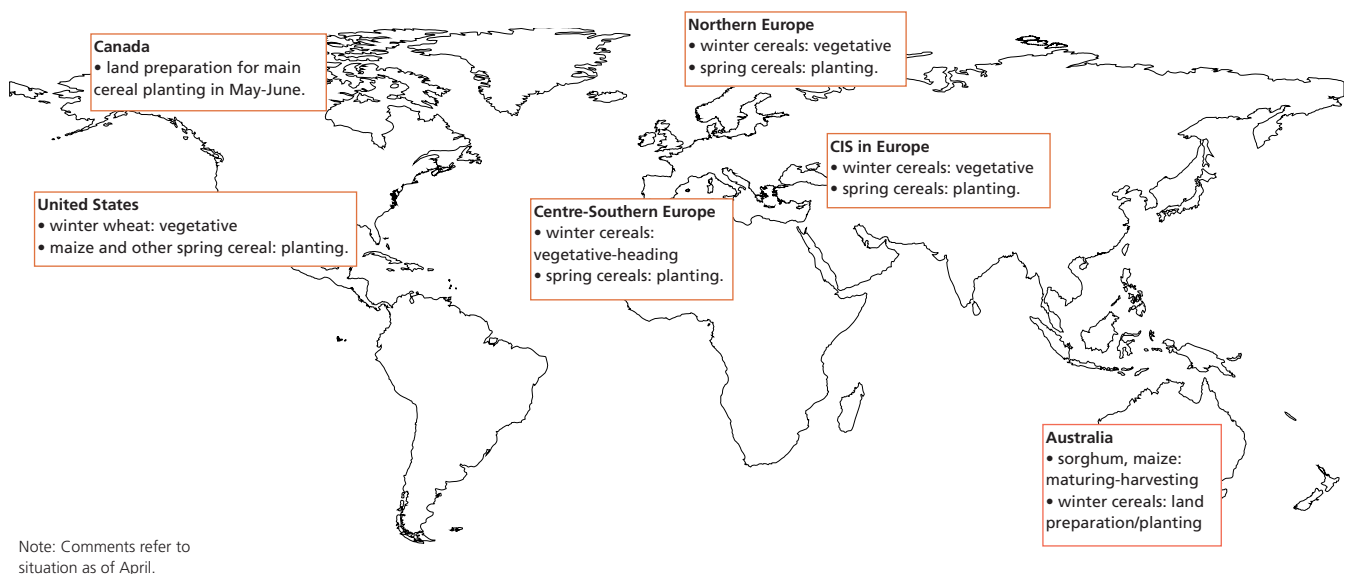 Canada
• land preparation for main
cereal planting in May-June.
Northern Europe
• winter cereals: vegetative
• spring cereals: planting.
CIS in Europe
• winter cereals: vegetative
• spring cereals: planting.
United States
• winter wheat: vegetative
• maize and other spring cereal: planting.
Centre-Southern Europe
• winter cereals:
vegetative-heading
• spring cereals: planting.
Australia
• sorghum, maize:
maturing-harvesting
• winter cereals: land
preparation/planting
Note: Comments refer to
situation as of April.